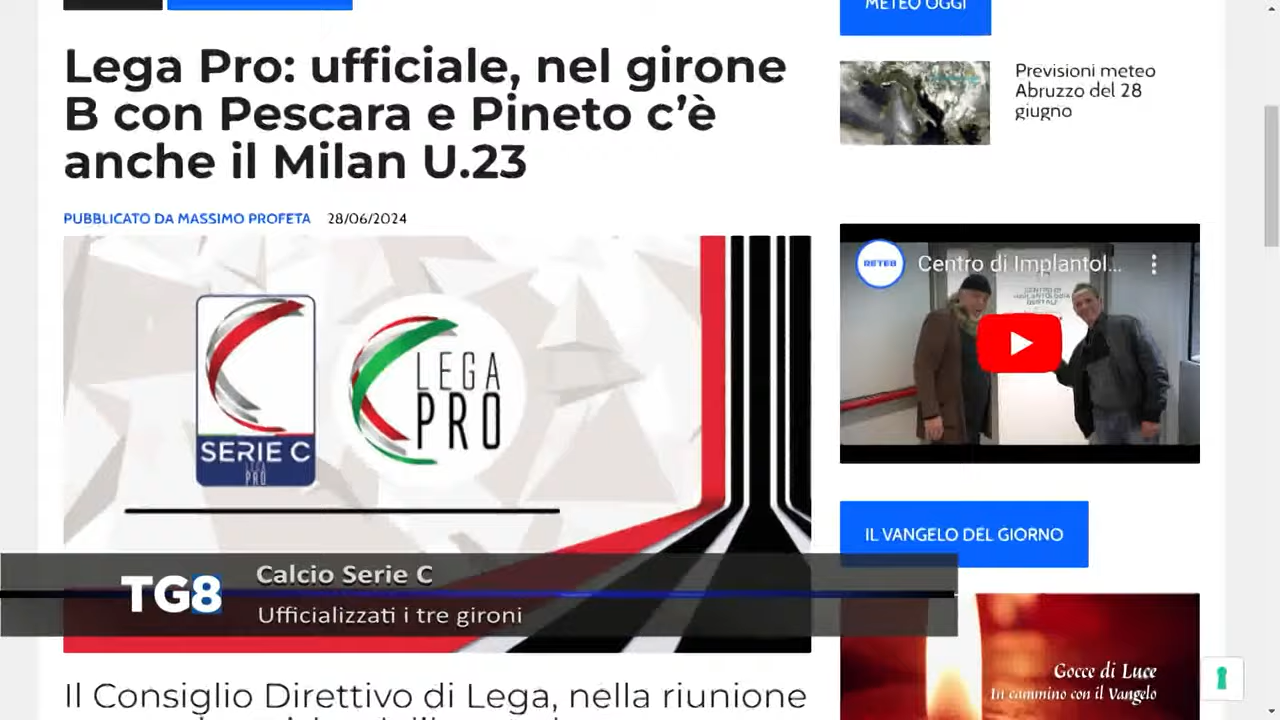 METEO OGGI
Lega Pro: ufficiale, nel girone
B con Pescara e Pineto c’è
anche il Milan U.23
PUBBLICATO DA MASSIMO PROFETA 28/06/2024
Previsioni meteo
Abruzzo del 28
giugno
RETE8
Centro di Implantol...
SERIE C
LEGA
PRO
LEGA
PRO
IL VANGELO DEL GIORNO
TG8
Calcio Serie C
Ufficializzati i tre gironi
Gocce di Luce
In cammino con il Vangelo
Il Consiglio Direttivo di Lega, nella riunione